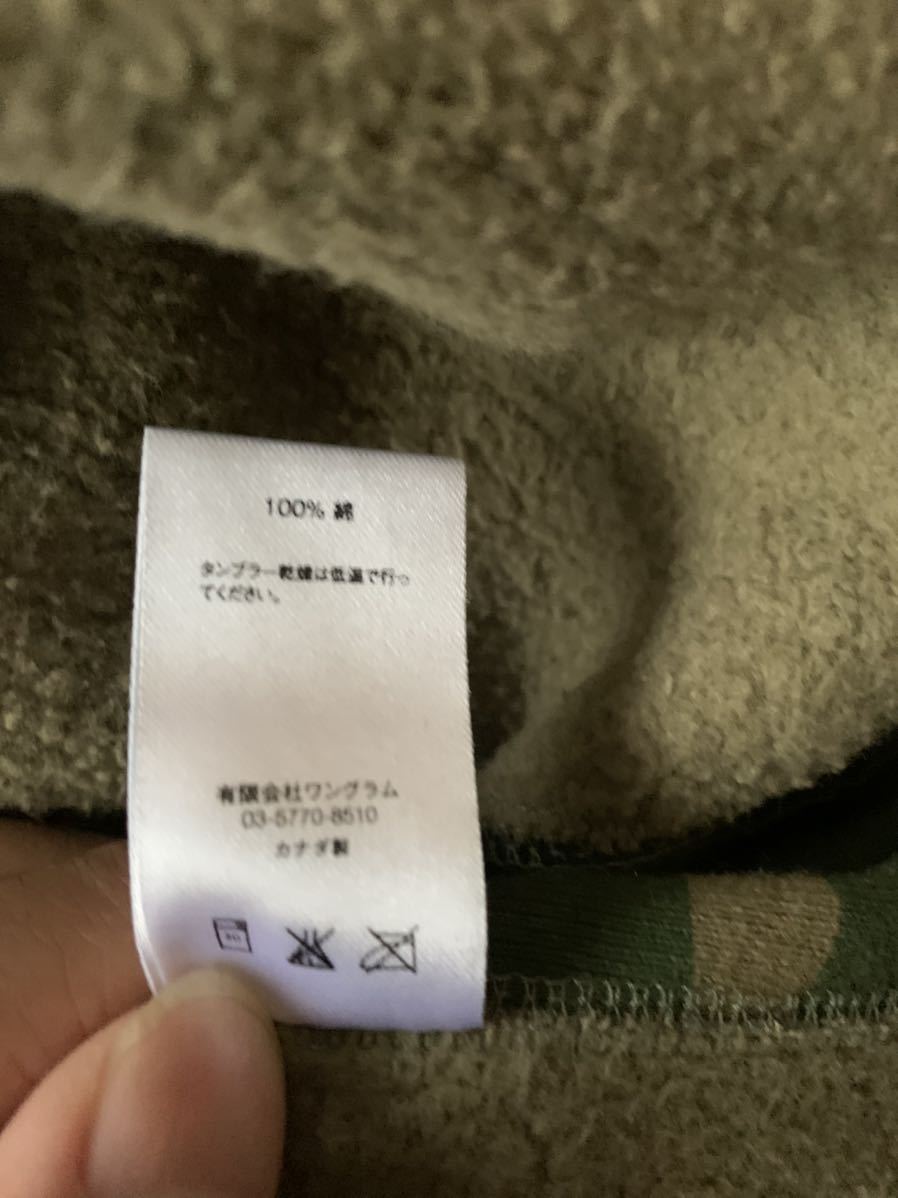 100% 綿
タンブラー乾燥は低温で行っ
てください。
有限会社ワングラム
03-5770-8510
カナダ製